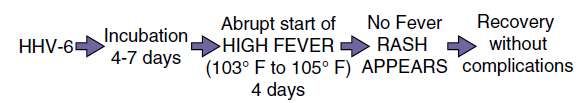 HHV-6
Incubation
4-7 days
Abrupt start of
HIGH FEVER
(103° F to 105° F)
4 days
No Fever
RASH
APPEARS
Recovery
without
complications